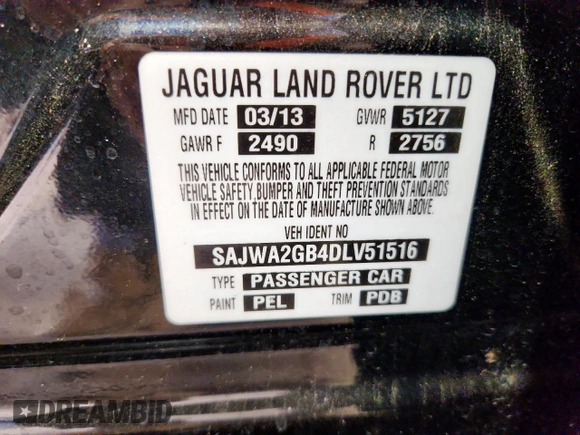 JAGUAR LAND ROVER LTD
MFD DATE 03/13 GVWR 5127
GAWR F 2490 R 2756
THIS VEHICLE CONFORMS TO ALL APPLICABLE FEDERAL MOTOR
VEHICLE SAFETY, BUMPER AND THEFT PREVENTION STANDARDS
IN EFFECT ON THE DATE OF MANUFACTURE SHOWN ABOVE.
VEH IDENT NO
SAJWA2GB4DLV51516
TYPE PASSENGER CAR
PAINT PEL TRIM PDB
DREAMBID